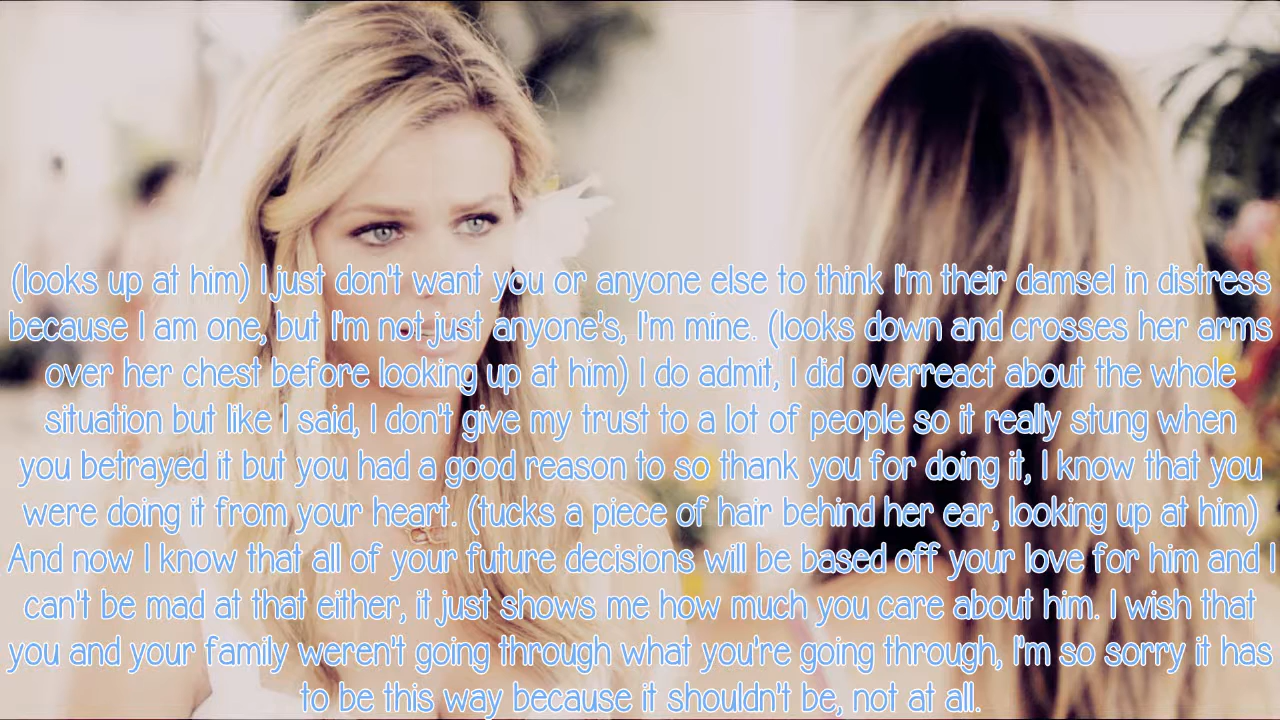 (looks up at him) I just don't want you or anyone else to think I'm their damsel in distress
because I am one, but I'm not just anyone's, I'm mine. (looks down and crosses her arms
over her chest before looking up at him) I do admit, I did overreact about the whole
situation but like I said, I don't give my trust to a lot of people so it really stung when
you betrayed it but you had a good reason to so thank you for doing it, I know that you
were doing it from your heart. (tucks a piece of hair behind her ear, looking up at him)
And now I know that all of your future decisions will be based off your love for him and I
can't be mad at that either, it just shows me how much you care about him. I wish that
you and your family weren't going through what you're going through, I'm so sorry it has
to be this way because it shouldn't be, not at all.